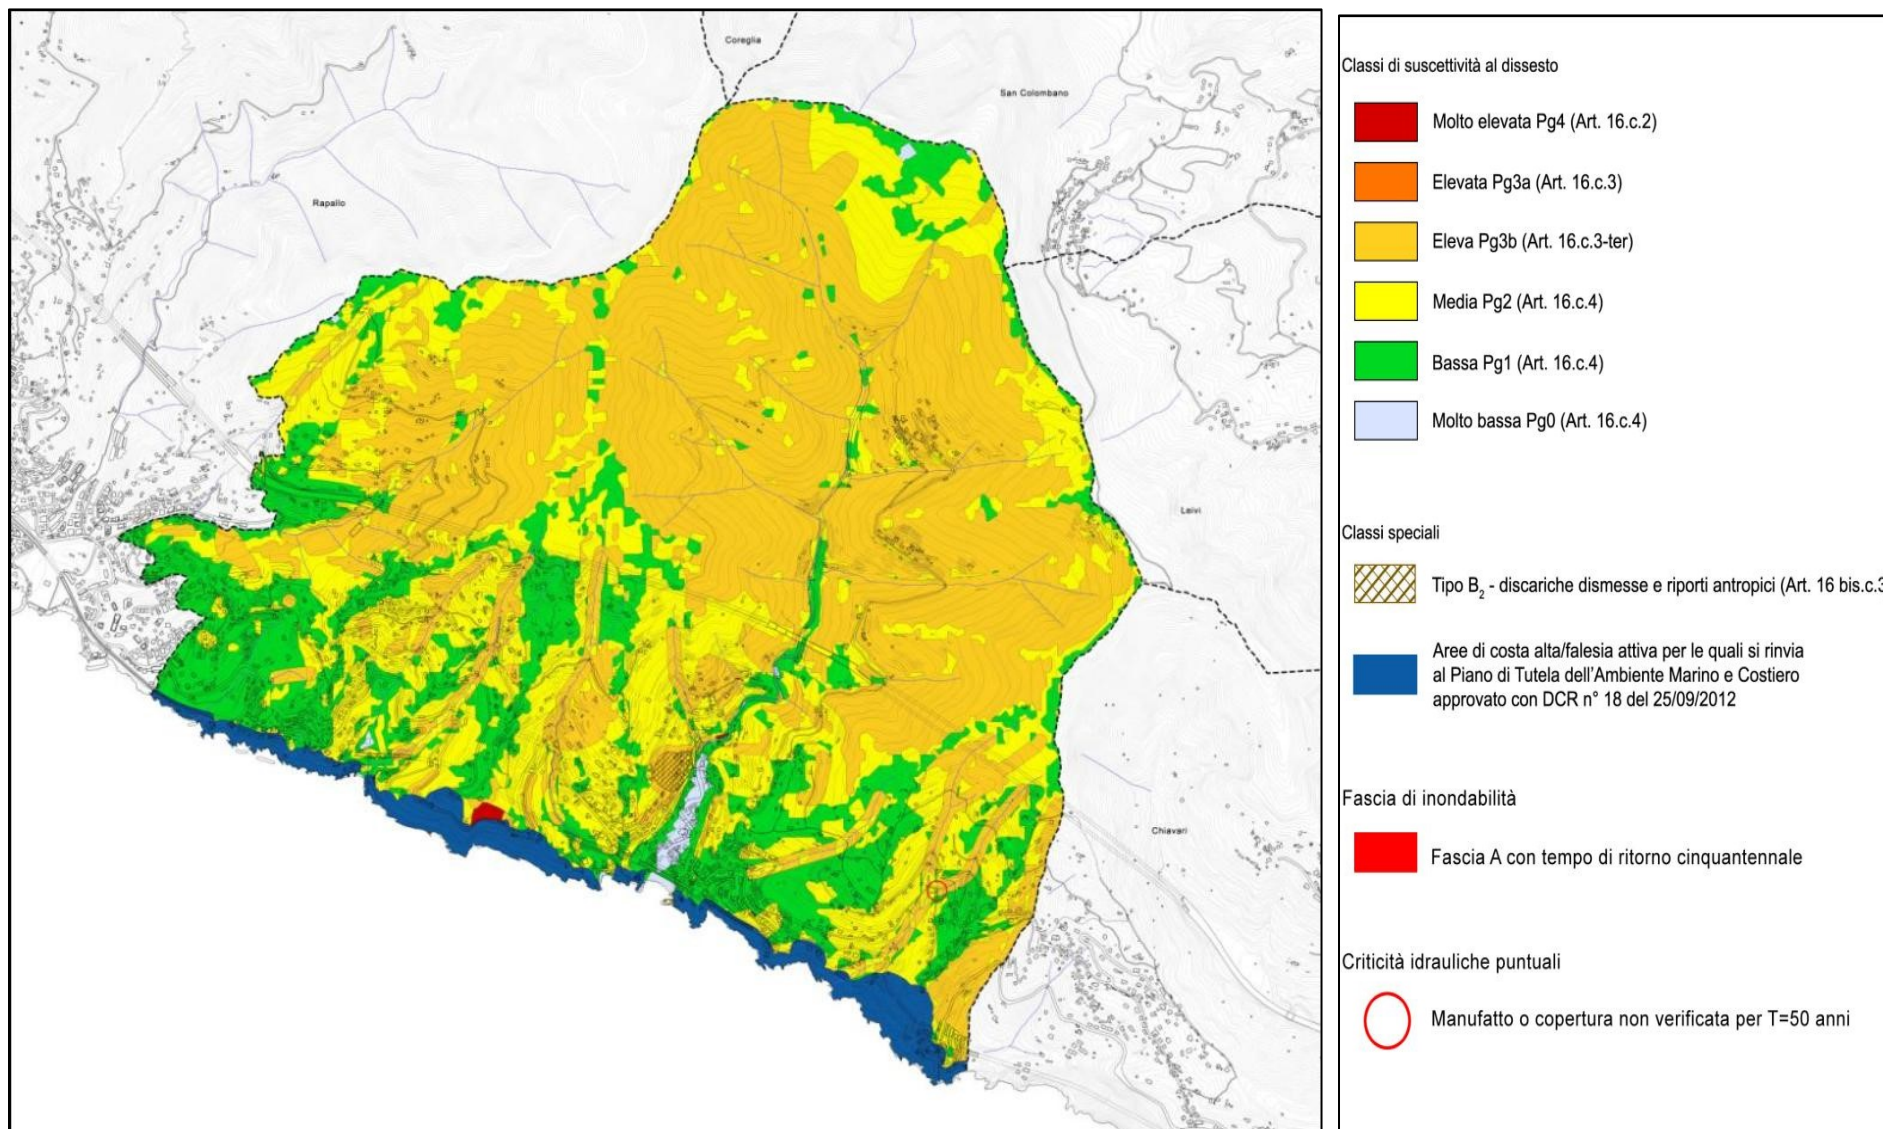 Coreglia
San Colombano
Rapallo
Leivi
Chiavari
Classi di suscettività al dissesto
Molto elevata Pg4 (Art. 16.c.2)
Elevata Pg3a (Art. 16.c.3)
Eleva Pg3b (Art. 16.c.3-ter)
Media Pg2 (Art. 16.c.4)
Bassa Pg1 (Art. 16.c.4)
Molto bassa Pg0 (Art. 16.c.4)
Classi speciali
Tipo B2 - discariche dismesse e riporti antropici (Art. 16 bis.c.3
Aree di costa alta/falesia attiva per le quali si rinvia
al Piano di Tutela dell'Ambiente Marino e Costiero
approvato con DCR n° 18 del 25/09/2012
Fascia di inondabilità
Fascia A con tempo di ritorno cinquantennale
Criticità idrauliche puntuali
Manufatto o copertura non verificata per T=50 anni